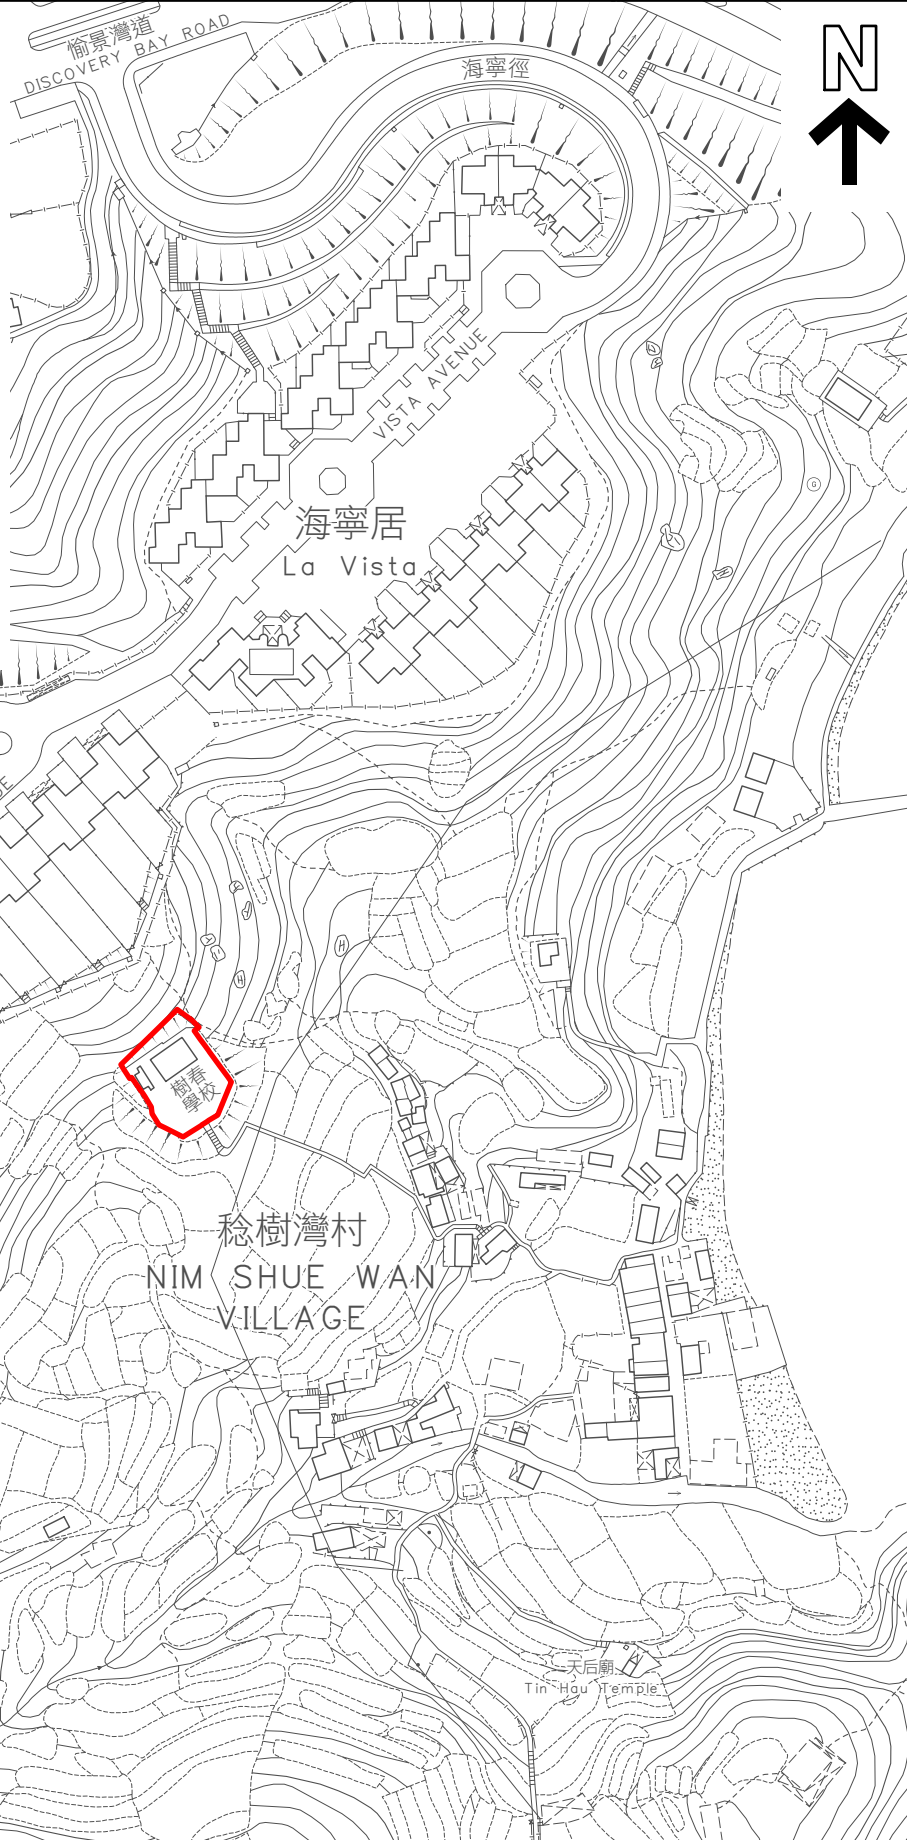 愉景灣道
DISCOVERY BAY ROAD
N
海寧徑
VISTA AVENUE
G
海寧居
La Vista
H
樹春
學校
稔樹灣村
NIM SHUE WAN
VILLAGE
天后廟
Tin Hau Temple